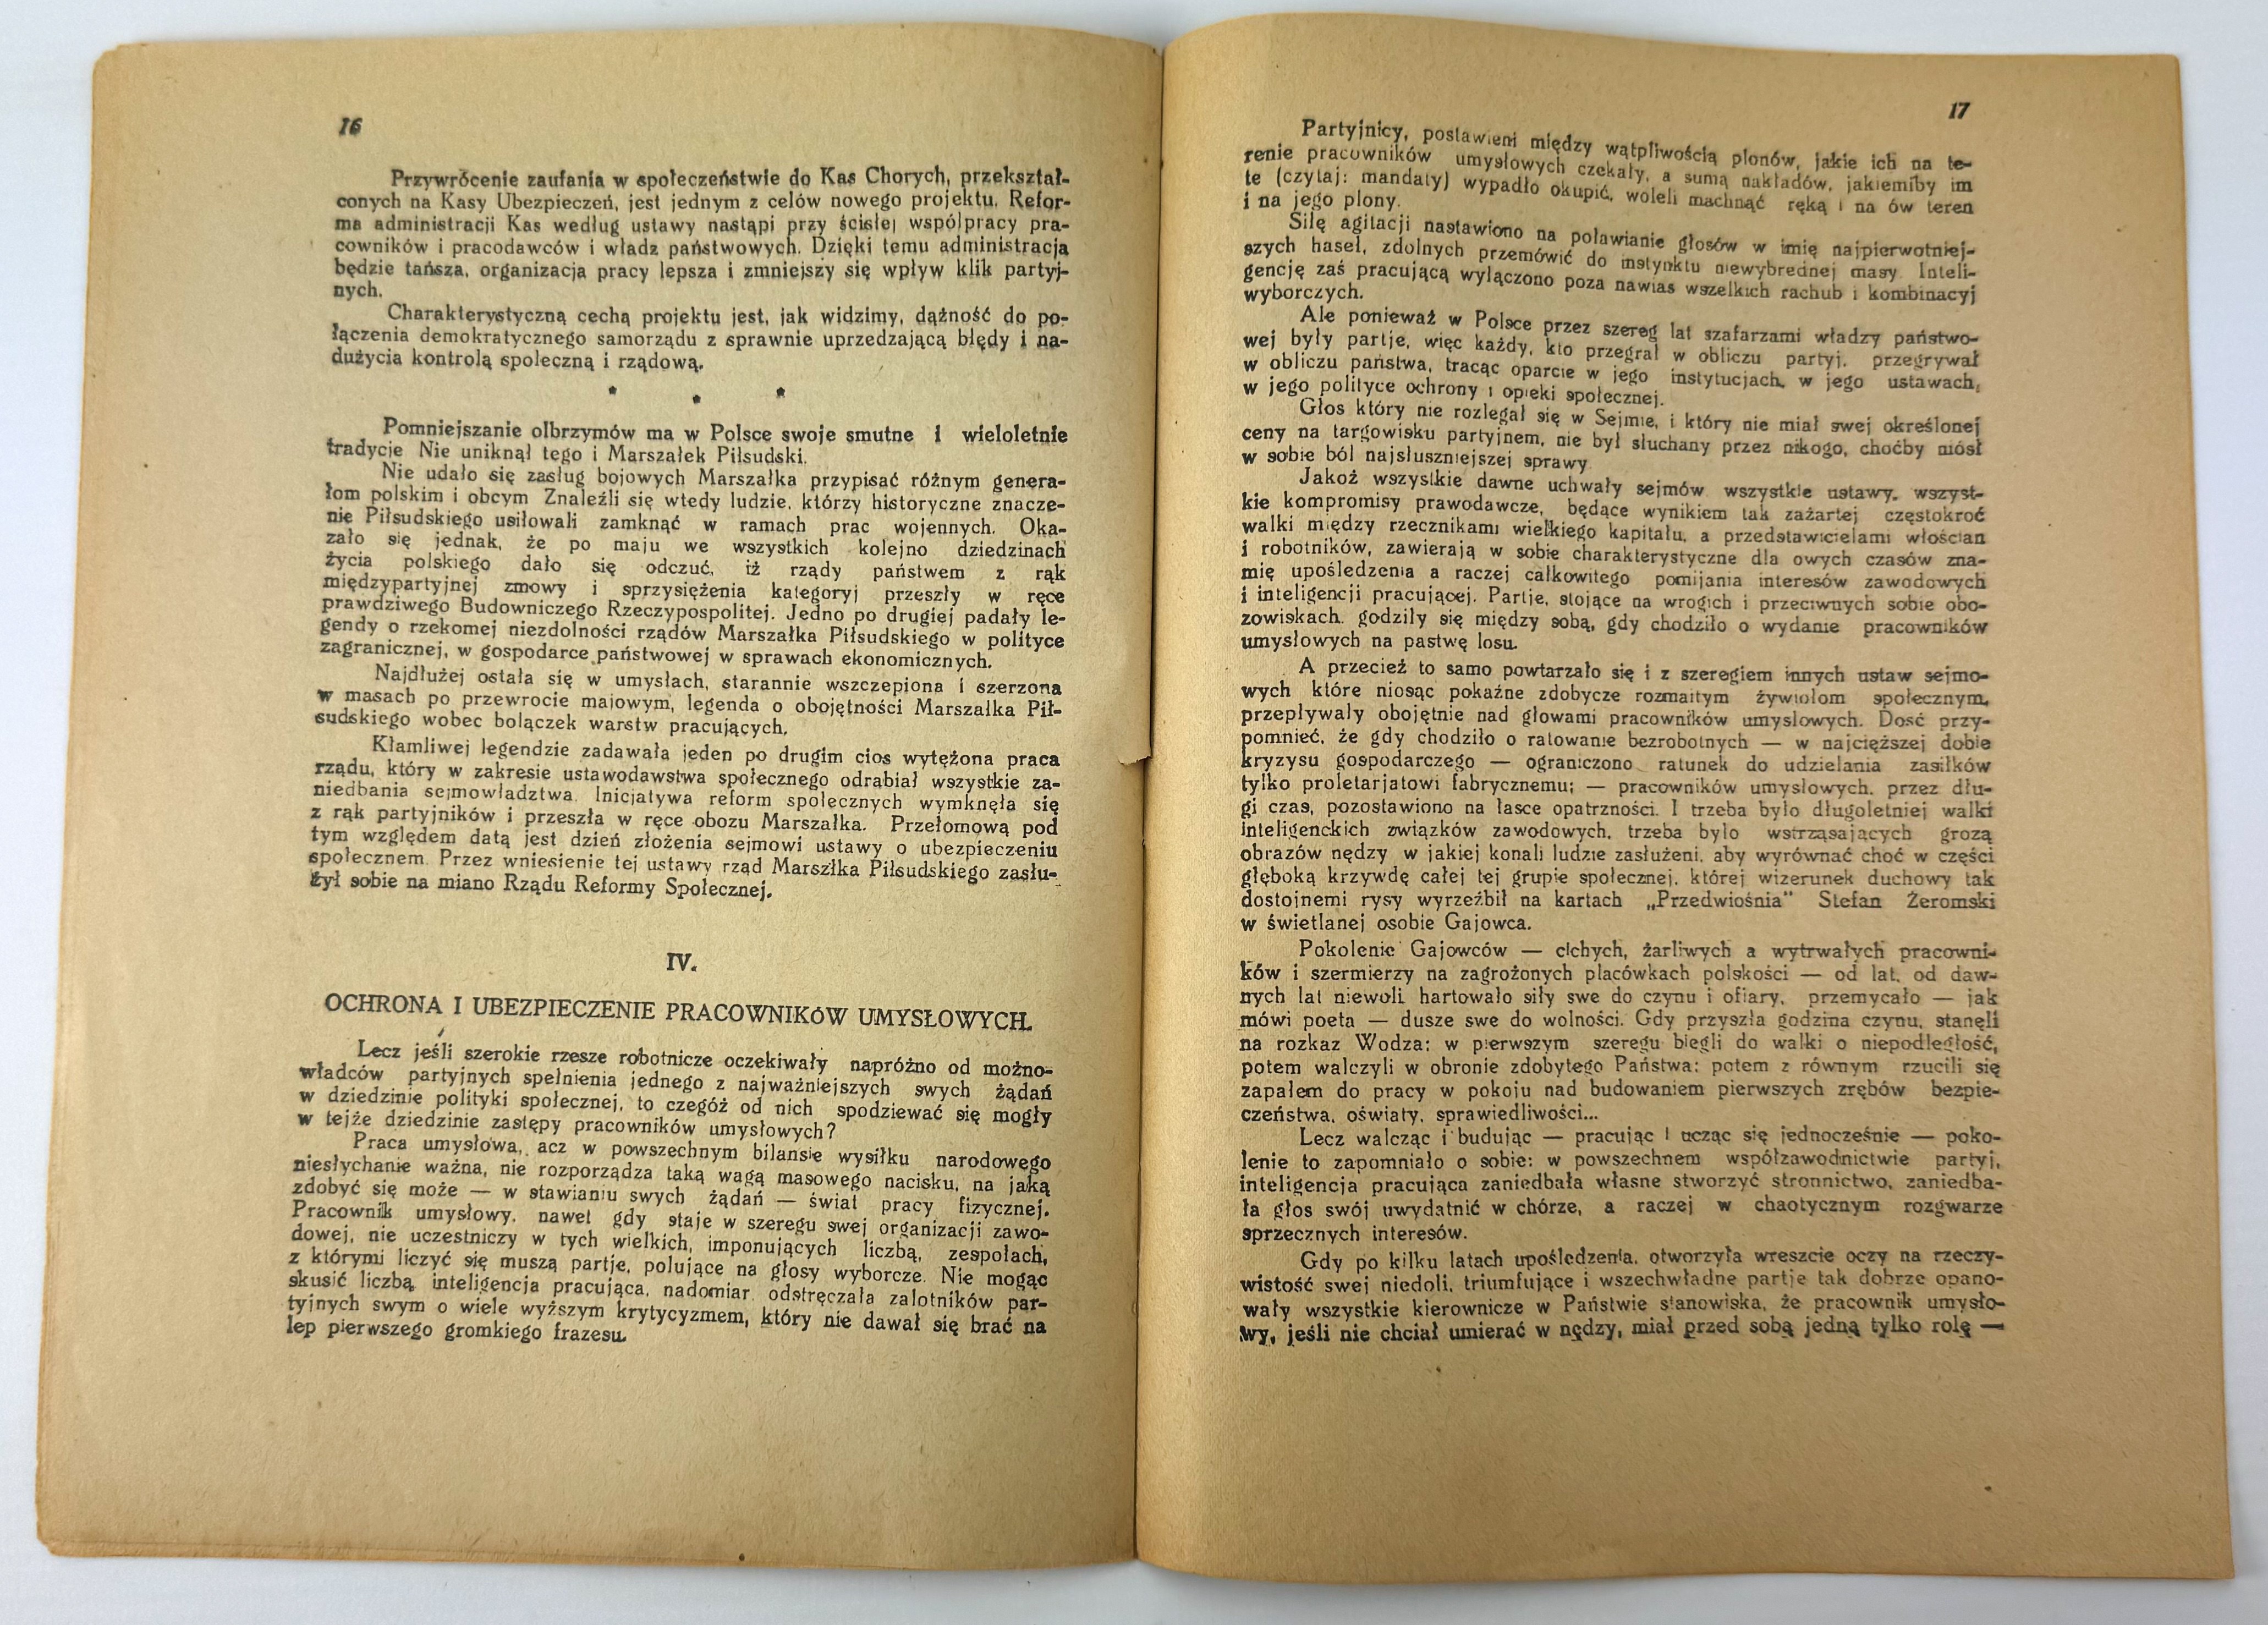 16
Przywrócenie zaufania w społeczeństwie do Kas Chorych, przekształ-
conych na Kasy Ubezpieczeń, jest jednym z celów nowego projektu. Refor-
ma administracji Kas według ustawy nastąpi przy ścisłej współpracy pra-
cowników i pracodawców i władz państwowych. Dzięki temu administracja
będzie tańsza, organizacja pracy lepsza i zmniejszy się wpływ klik partyj-
nych.
Charakterystyczną cechą projektu jest, jak widzimy, dążność do po-
łączenia demokratycznego samorządu z sprawnie uprzedzającą błędy i na-
dużycia kontrolą społeczną i rządową.
* * *
Pomniejszanie olbrzymów ma w Polsce swoje smutne i wieloletnie
tradycje Nie uniknął tego i Marszałek Piłsudski.
Nie udało się zasług bojowych Marszałka przypisać różnym genera-
łom polskim i obcym Znaleźli się wtedy ludzie, którzy historyczne znacze-
nie Piłsudskiego usiłowali zamknąć w ramach prac wojennych. Oka-
zało się jednak, że po maju we wszystkich kolejno dziedzinach
życia polskiego dało się odczuć, iż rządy państwem z rąk
międzypartyjnej zmowy i sprzysiężenia kategoryj przeszły w ręce
prawdziwego Budowniczego Rzeczypospolitej. Jedno po drugiej padały le-
gendy o rzekomej niezdolności rządów Marszałka Piłsudskiego w polityce
zagranicznej, w gospodarce państwowej w sprawach ekonomicznych.
Najdłużej ostała się w umysłach, starannie wszczepiona i szerzona
w masach po przewrocie majowym, legenda o obojętności Marszałka Pił-
sudskiego wobec bolączek warstw pracujących.
Kłamliwej legendzie zadawała jeden po drugim cios wytężona praca
rządu, który w zakresie ustawodawstwa społecznego odrabiał wszystkie za-
niedbania sejmowładztwa. Inicjatywa reform społecznych wymknęła się
z rąk partyjników i przeszła w ręce obozu Marszałka. Przełomową pod
tym względem datą jest dzień złożenia sejmowi ustawy o ubezpieczeniu
społecznem. Przez wniesienie tej ustawy rząd Marszłka Piłsudskiego zasłu-
żył sobie na miano Rządu Reformy Społecznej.
IV.
OCHRONA I UBEZPIECZENIE PRACOWNIKÓW UMYSŁOWYCH.
Lecz jeśli szerokie rzesze robotnicze oczekiwały napróżno od możno-
władców partyjnych spełnienia jednego z najważniejszych swych żądań
w dziedzinie polityki społecznej, to czegóż od nich spodziewać się mogły
w tejże dziedzinie zastępy pracowników umysłowych?
Praca umysłowa, acz w powszechnym bilansie wysiłku narodowego
niesłychanie ważna, nie rozporządza taką wagą masowego nacisku, na jaką
zdobyć się może — w stawianiu swych żądań — świat pracy fizycznej.
Pracownik umysłowy, nawet gdy staje w szeregu swej organizacji zawo-
dowej, nie uczestniczy w tych wielkich, imponujących liczbą, zespołach,
z którymi liczyć się muszą partje, polujące na głosy wyborcze. Nie mogąc
skusić liczbą, inteligencja pracująca, nadomiar odstręczała zalotników par-
tyjnych swym o wiele wyższym krytycyzmem, który nie dawał się brać na
lep pierwszego gromkiego frazesu.
17
Partyjnicy, postawieni między wątpliwością plonów, jakie ich na te-
renie pracowników umysłowych czekały, a sumą nakładów, jakiemiby im
te (czytaj: mandaty) wypadło okupić, woleli machnąć ręką i na ów teren
i na jego plony.
Siłę agitacji nastawiono na poławianie głosów w imię najpierwotniej-
szych haseł, zdolnych przemówić do instynktu niewybrednej masy. Inteli-
gencję zaś pracującą wyłączono poza nawias wszelkich rachub i kombinacyj
wyborczych.
Ale ponieważ w Polsce przez szereg lat szafarzami władzy państwo-
wej były partje, więc każdy, kto przegrał w obliczu partyj, przegrywał
w obliczu państwa, tracąc oparcie w jego instytucjach, w jego ustawach,
w jego polityce ochrony i opieki społecznej.
Głos który nie rozlegał się w Sejmie, i który nie miał swej określonej
ceny na targowisku partyjnem, nie był słuchany przez nikogo, choćby niósł
w sobie ból najsłuszniejszej sprawy
Jakoż wszystkie dawne uchwały sejmów wszystkie ustawy, wszyst-
kie kompromisy prawodawcze, będące wynikiem tak zażartej częstokroć
walki między rzecznikami wielkiego kapitału, a przedstawicielami włościan
i robotników, zawierają w sobie charakterystyczne dla owych czasów zna-
mię upośledzenia a raczej całkowitego pomijania interesów zawodowych
i inteligencji pracującej. Partje, stojące na wrogich i przeciwnych sobie obo-
zowiskach, godziły się między sobą, gdy chodziło o wydanie pracowników
umysłowych na pastwę losu.
A przecież to samo powtarzało się i z szeregiem innych ustaw sejmo-
wych które niosąc pokaźne zdobycze rozmaitym żywiołom społecznym,
przepływały obojętnie nad głowami pracowników umysłowych. Dość przy-
pomnieć, że gdy chodziło o ratowanie bezrobotnych — w najcięższej dobie
kryzysu gospodarczego — ograniczono ratunek do udzielania zasiłków
tylko proletarjatowi fabrycznemu; — pracowników umysłowych, przez dłu-
gi czas, pozostawiono na łasce opatrzności. I trzeba było długoletniej walki
inteligenckich związków zawodowych, trzeba było wstrząsających grozą
obrazów nędzy w jakiej konali ludzie zasłużeni, aby wyrównać choć w części
głęboką krzywdę całej tej grupie społecznej, której wizerunek duchowy tak
dostojnemi rysy wyrzeźbił na kartach „Przedwiośnia" Stefan Żeromski
w świetlanej osobie Gajowca.
Pokolenie Gajowców — cichych, żarliwych a wytrwałych pracowni-
ków i szermierzy na zagrożonych placówkach polskości — od lat, od daw-
nych lat niewoli hartowało siły swe do czynu i ofiary, przemycało — jak
mówi poeta — dusze swe do wolności. Gdy przyszła godzina czynu, stanęli
na rozkaz Wodza: w pierwszym szeregu biegli do walki o niepodległość,
potem walczyli w obronie zdobytego Państwa; potem z równym rzucili się
zapałem do pracy w pokoju nad budowaniem pierwszych zrębów bezpie-
czeństwa, oświaty, sprawiedliwości...
Lecz walcząc i budując — pracując i ucząc się jednocześnie — poko-
lenie to zapomniało o sobie: w powszechnem współzawodnictwie partyj,
inteligencja pracująca zaniedbała własne stworzyć stronnictwo, zaniedba-
ła głos swój uwydatnić w chórze, a raczej w chaotycznym rozgwarze
sprzecznych interesów.
Gdy po kilku latach upośledzenia, otworzyła wreszcie oczy na rzeczy-
wistość swej niedoli, triumfujące i wszechwładne partje tak dobrze opano-
wały wszystkie kierownicze w Państwie stanowiska, że pracownik umysło-
wy, jeśli nie chciał umierać w nędzy, miał przed sobą jedną tylko rolę —